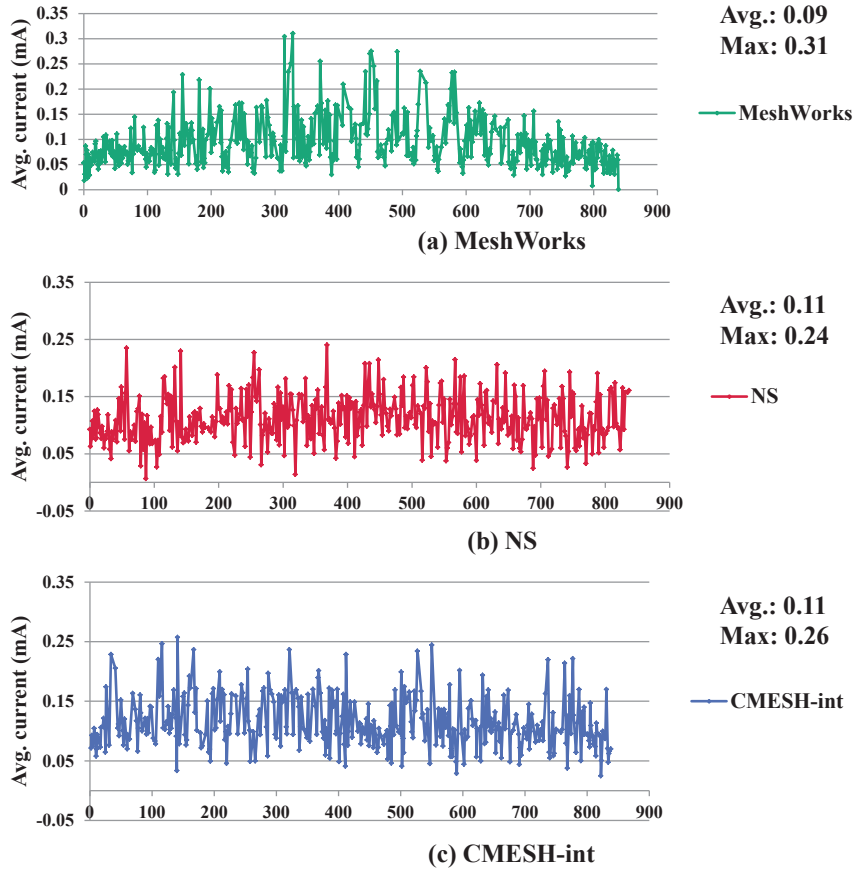 Avg. current (mA)
0.35
0.3
0.25
0.2
0.15
0.1
0.05
0
0 100 200 300 400 500 600 700 800 900
Avg.: 0.09
Max: 0.31
MeshWorks
(a) MeshWorks
Avg. current (mA)
0.35
0.25
0.15
0.05
-0.05
0 100 200 300 400 500 600 700 800 900
Avg.: 0.11
Max: 0.24
NS
(b) NS
Avg. current (mA)
0.35
0.25
0.15
0.05
-0.05
0 100 200 300 400 500 600 700 800 900
Avg.: 0.11
Max: 0.26
CMESH-int
(c) CMESH-int